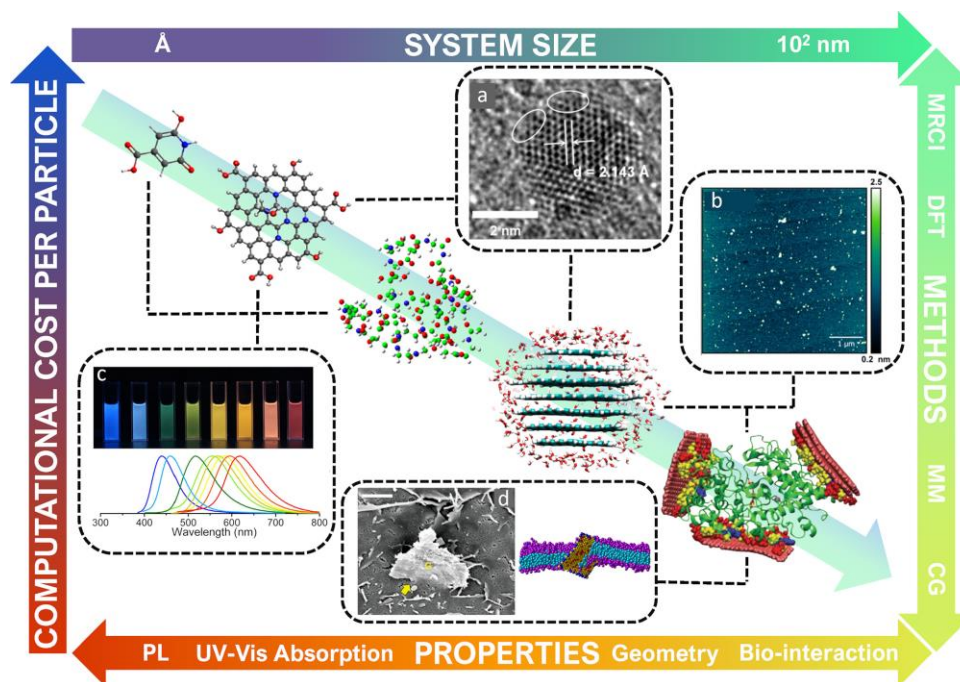 Å
SYSTEM SIZE
10² nm
COMPUTATIONAL COST PER PARTICLE
METHODS
MRCI
DFT
MM
CG
a
d = 2.143 Å
2 nm
b
2.5
1 µm
0.2 nm
c
300 400 500 600 700 800
Wavelength (nm)
d
PL
UV-Vis Absorption
PROPERTIES
Geometry
Bio-interaction